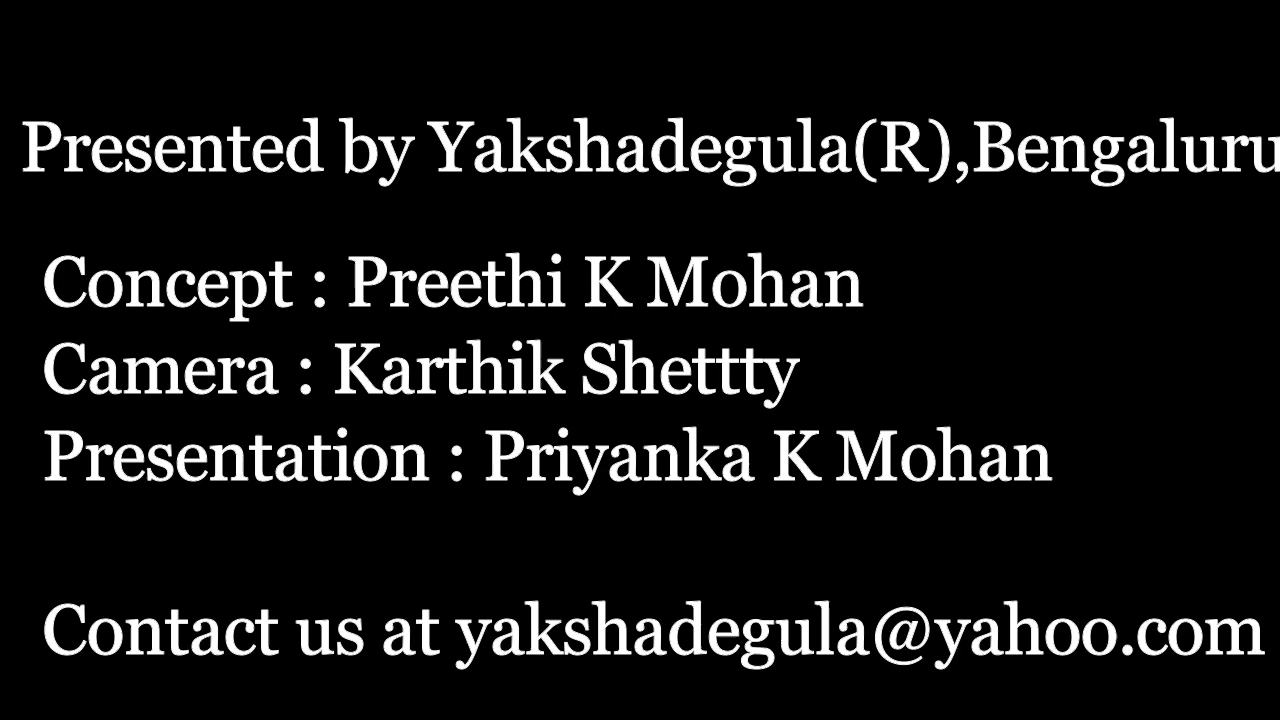 Presented by Yakshadegula(R),Bengaluru
Concept : Preethi K Mohan
Camera : Karthik Shettty
Presentation : Priyanka K Mohan
Contact us at yakshadegula@yahoo.com